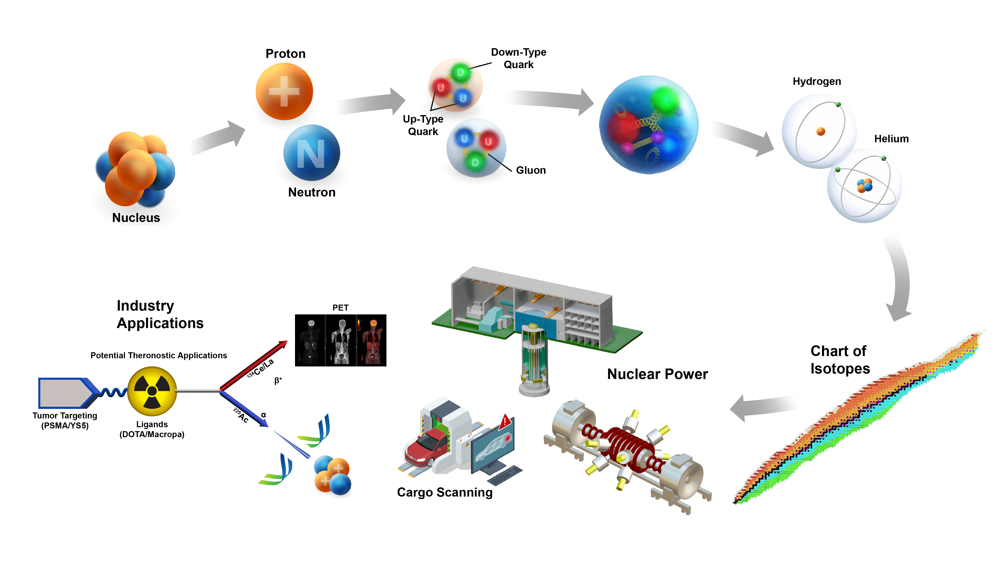 Proton
+
N
Neutron
Nucleus
Down-Type
Quark
D
U
U
Up-Type
Quark
U
U
D
Gluon
Hydrogen
Helium
Chart of
Isotopes
Nuclear Power
Cargo Scanning
Industry
Applications
PET
Potential Theronostic Applications
¹³⁴Ce/La
β⁺
²²⁵Ac
α
Tumor Targeting
(PSMA/YS5)
Ligands
(DOTA/Macropa)
+
+
!